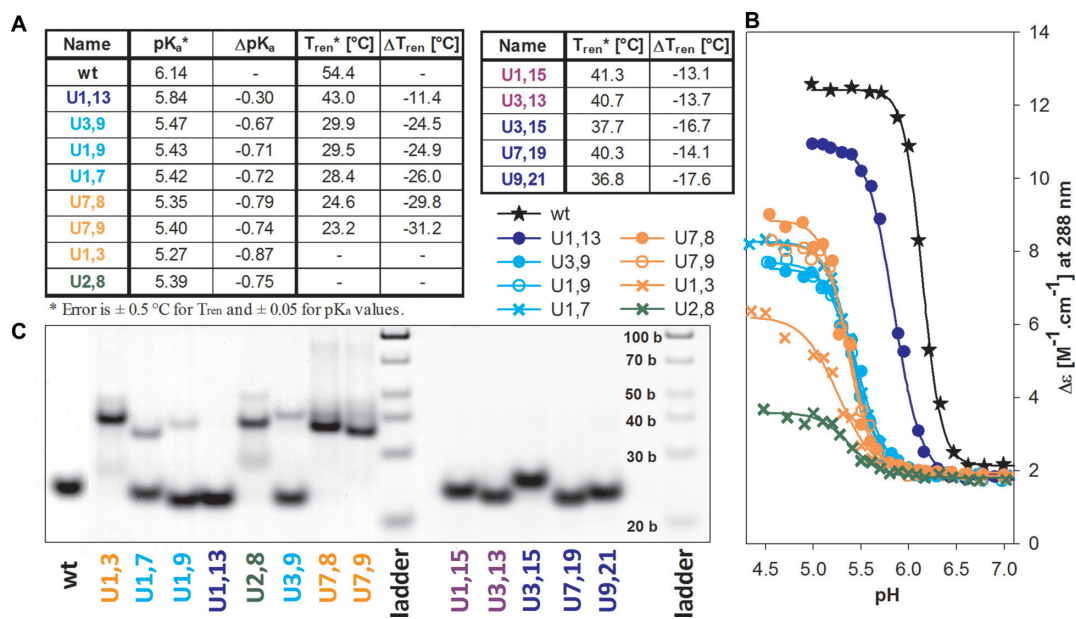 A
Name pKa* ΔpKa Tren* [°C] ΔTren [°C]
wt 6.14 - 54.4 -
U1,13 5.84 -0.30 43.0 -11.4
U3,9 5.47 -0.67 29.9 -24.5
U1,9 5.43 -0.71 29.5 -24.9
U1,7 5.42 -0.72 28.4 -26.0
U7,8 5.35 -0.79 24.6 -29.8
U7,9 5.40 -0.74 23.2 -31.2
U1,3 5.27 -0.87 - -
U2,8 5.39 -0.75 - -
* Error is ± 0.5 °C for Tren and ± 0.05 for pKa values.
Name Tren* [°C] ΔTren [°C]
U1,15 41.3 -13.1
U3,13 40.7 -13.7
U3,15 37.7 -16.7
U7,19 40.3 -14.1
U9,21 36.8 -17.6
wt
U1,13 U7,8
U3,9 U7,9
U1,9 U1,3
U1,7 U2,8
B
14
12
10
8
6
4
2
0
Δε [M-1.cm-1] at 288 nm
4.5 5.0 5.5 6.0 6.5 7.0
pH
C
100 b
70 b
50 b
40 b
30 b
20 b
wt
U1,3
U1,7
U1,9
U1,13
U2,8
U3,9
U7,8
U7,9
ladder
U1,15
U3,13
U3,15
U7,19
U9,21
ladder